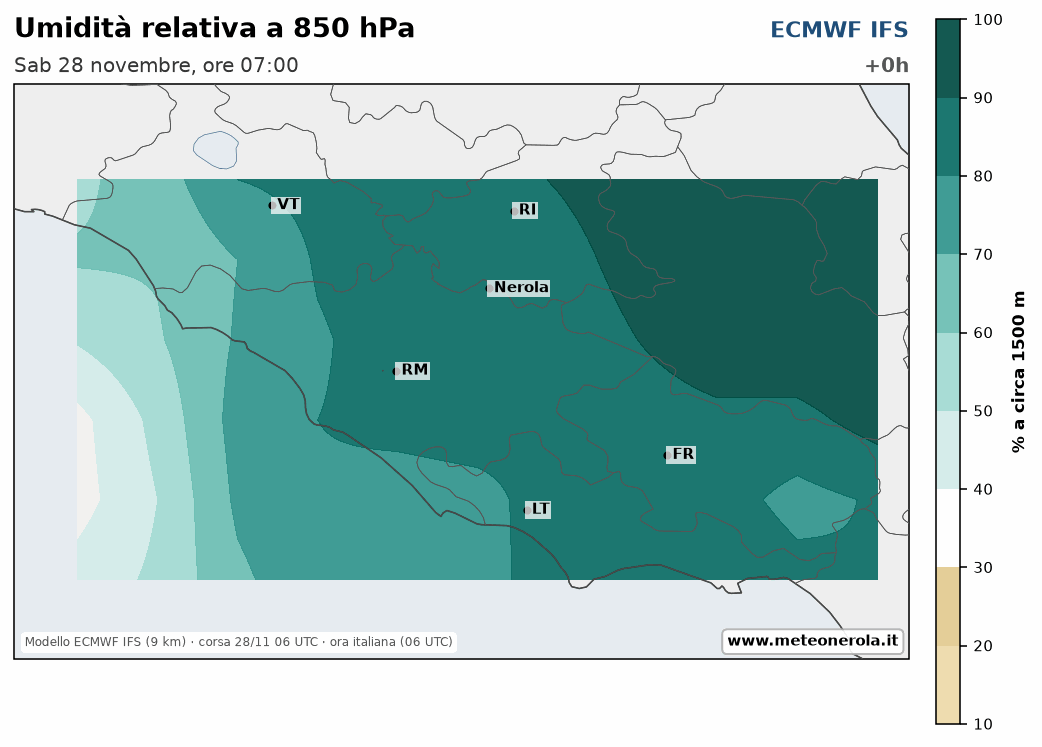 Umidità relativa a 850 hPa
ECMWF IFS
Sab 28 novembre, ore 07:00
+0h
VT
RI
Nerola
RM
FR
LT
Modello ECMWF IFS (9 km) · corsa 28/11 06 UTC · ora italiana (06 UTC)
www.meteonerola.it
100
90
80
70
60
50
40
30
20
10
% a circa 1500 m